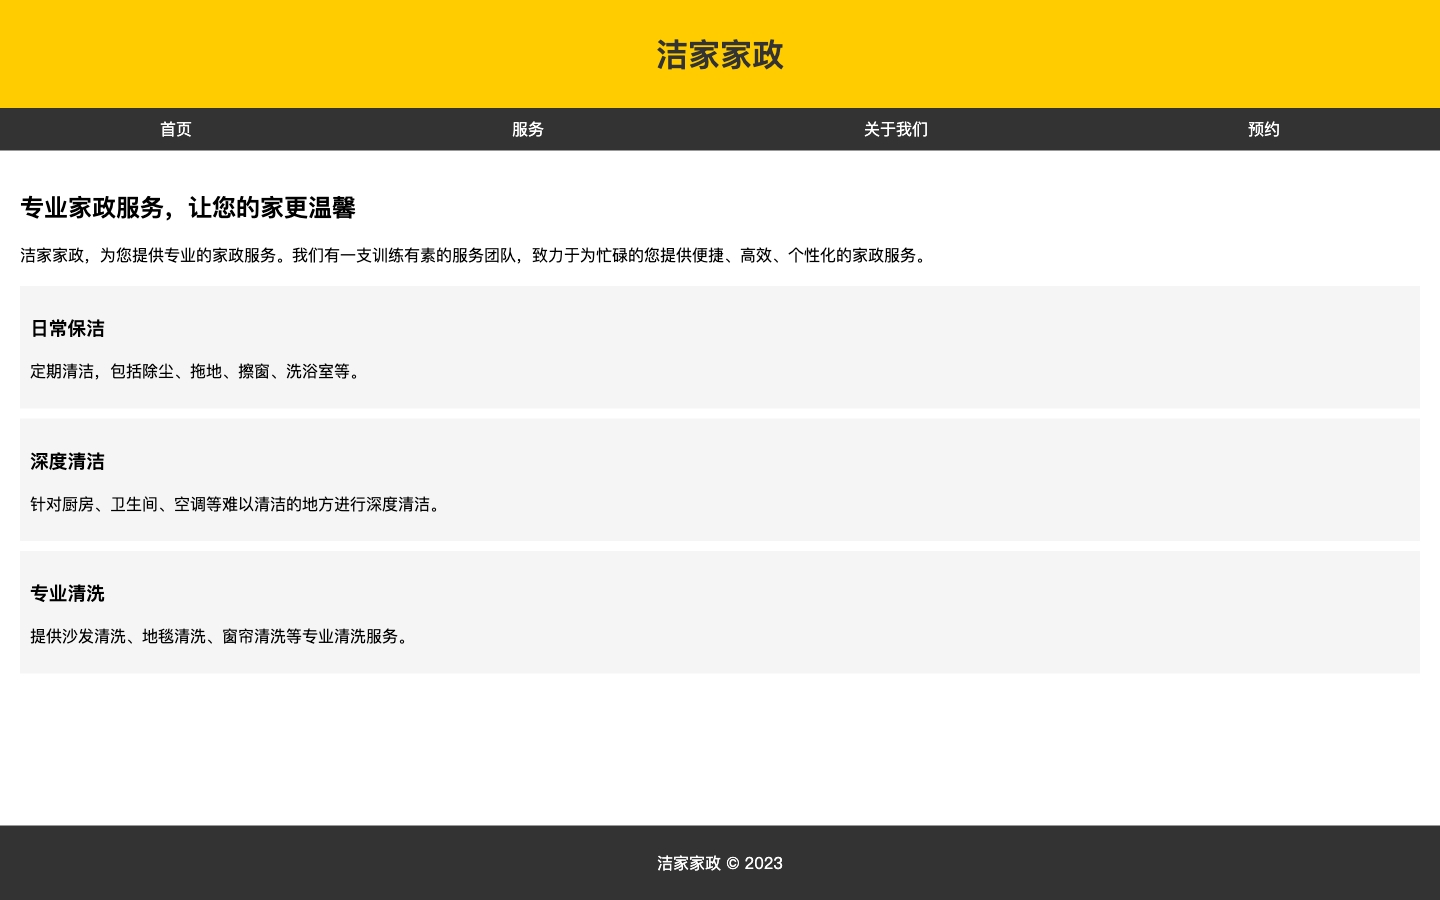 洁家家政
首页 服务 关于我们 预约
专业家政服务，让您的家更温馨
洁家家政，为您提供专业的家政服务。我们有一支训练有素的服务团队，致力于为忙碌的您提供便捷、高效、个性化的家政服务。
日常保洁
定期清洁，包括除尘、拖地、擦窗、洗浴室等。
深度清洁
针对厨房、卫生间、空调等难以清洁的地方进行深度清洁。
专业清洗
提供沙发清洗、地毯清洗、窗帘清洗等专业清洗服务。
洁家家政 © 2023